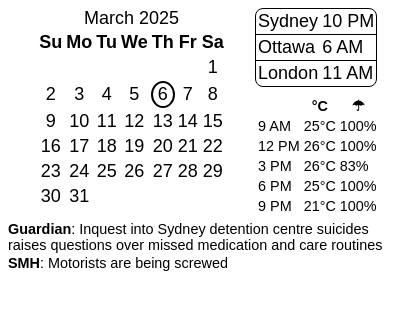 March 2025
Su Mo Tu We Th Fr Sa
1
2 3 4 5 6 7 8
9 10 11 12 13 14 15
16 17 18 19 20 21 22
23 24 25 26 27 28 29
30 31
Sydney 10 PM
Ottawa 6 AM
London 11 AM
°C ☂
9 AM 25°C 100%
12 PM 26°C 100%
3 PM 26°C 83%
6 PM 25°C 100%
9 PM 21°C 100%
Guardian: Inquest into Sydney detention centre suicides
raises questions over missed medication and care routines
SMH: Motorists are being screwed